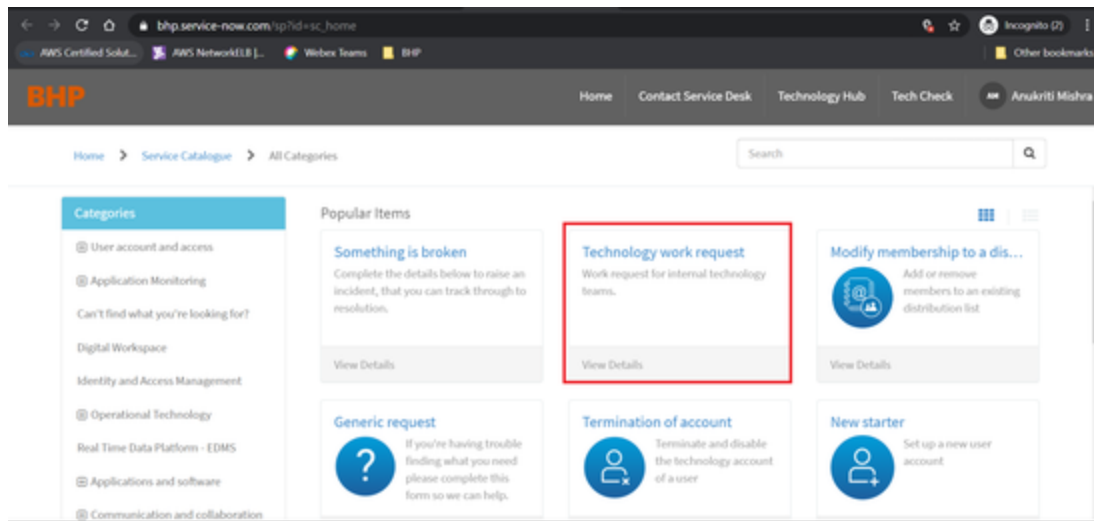 bhp.service-now.com/sp?id=sc_home
Incognito (2)
AWS Certified Solut...
AWS NetworkELB |...
Webex Teams
BHP
Other bookmarks
BHP
Home
Contact Service Desk
Technology Hub
Tech Check
AM
Anukriti Mishra
Home
Service Catalogue
All Categories
Search
Categories
User account and access
Application Monitoring
Can't find what you're looking for?
Digital Workspace
Identity and Access Management
Operational Technology
Real Time Data Platform - EDMS
Applications and software
Communication and collaboration
Popular Items
Something is broken
Complete the details below to raise an
incident, that you can track through to
resolution.
View Details
Technology work request
Work request for internal technology
teams.
View Details
Modify membership to a dis...
Add or remove
members to an existing
distribution list
View Details
Generic request
If you're having trouble
finding what you need
please complete this
form so we can help.
Termination of account
Terminate and disable
the technology account
of a user
New starter
Set up a new user
account